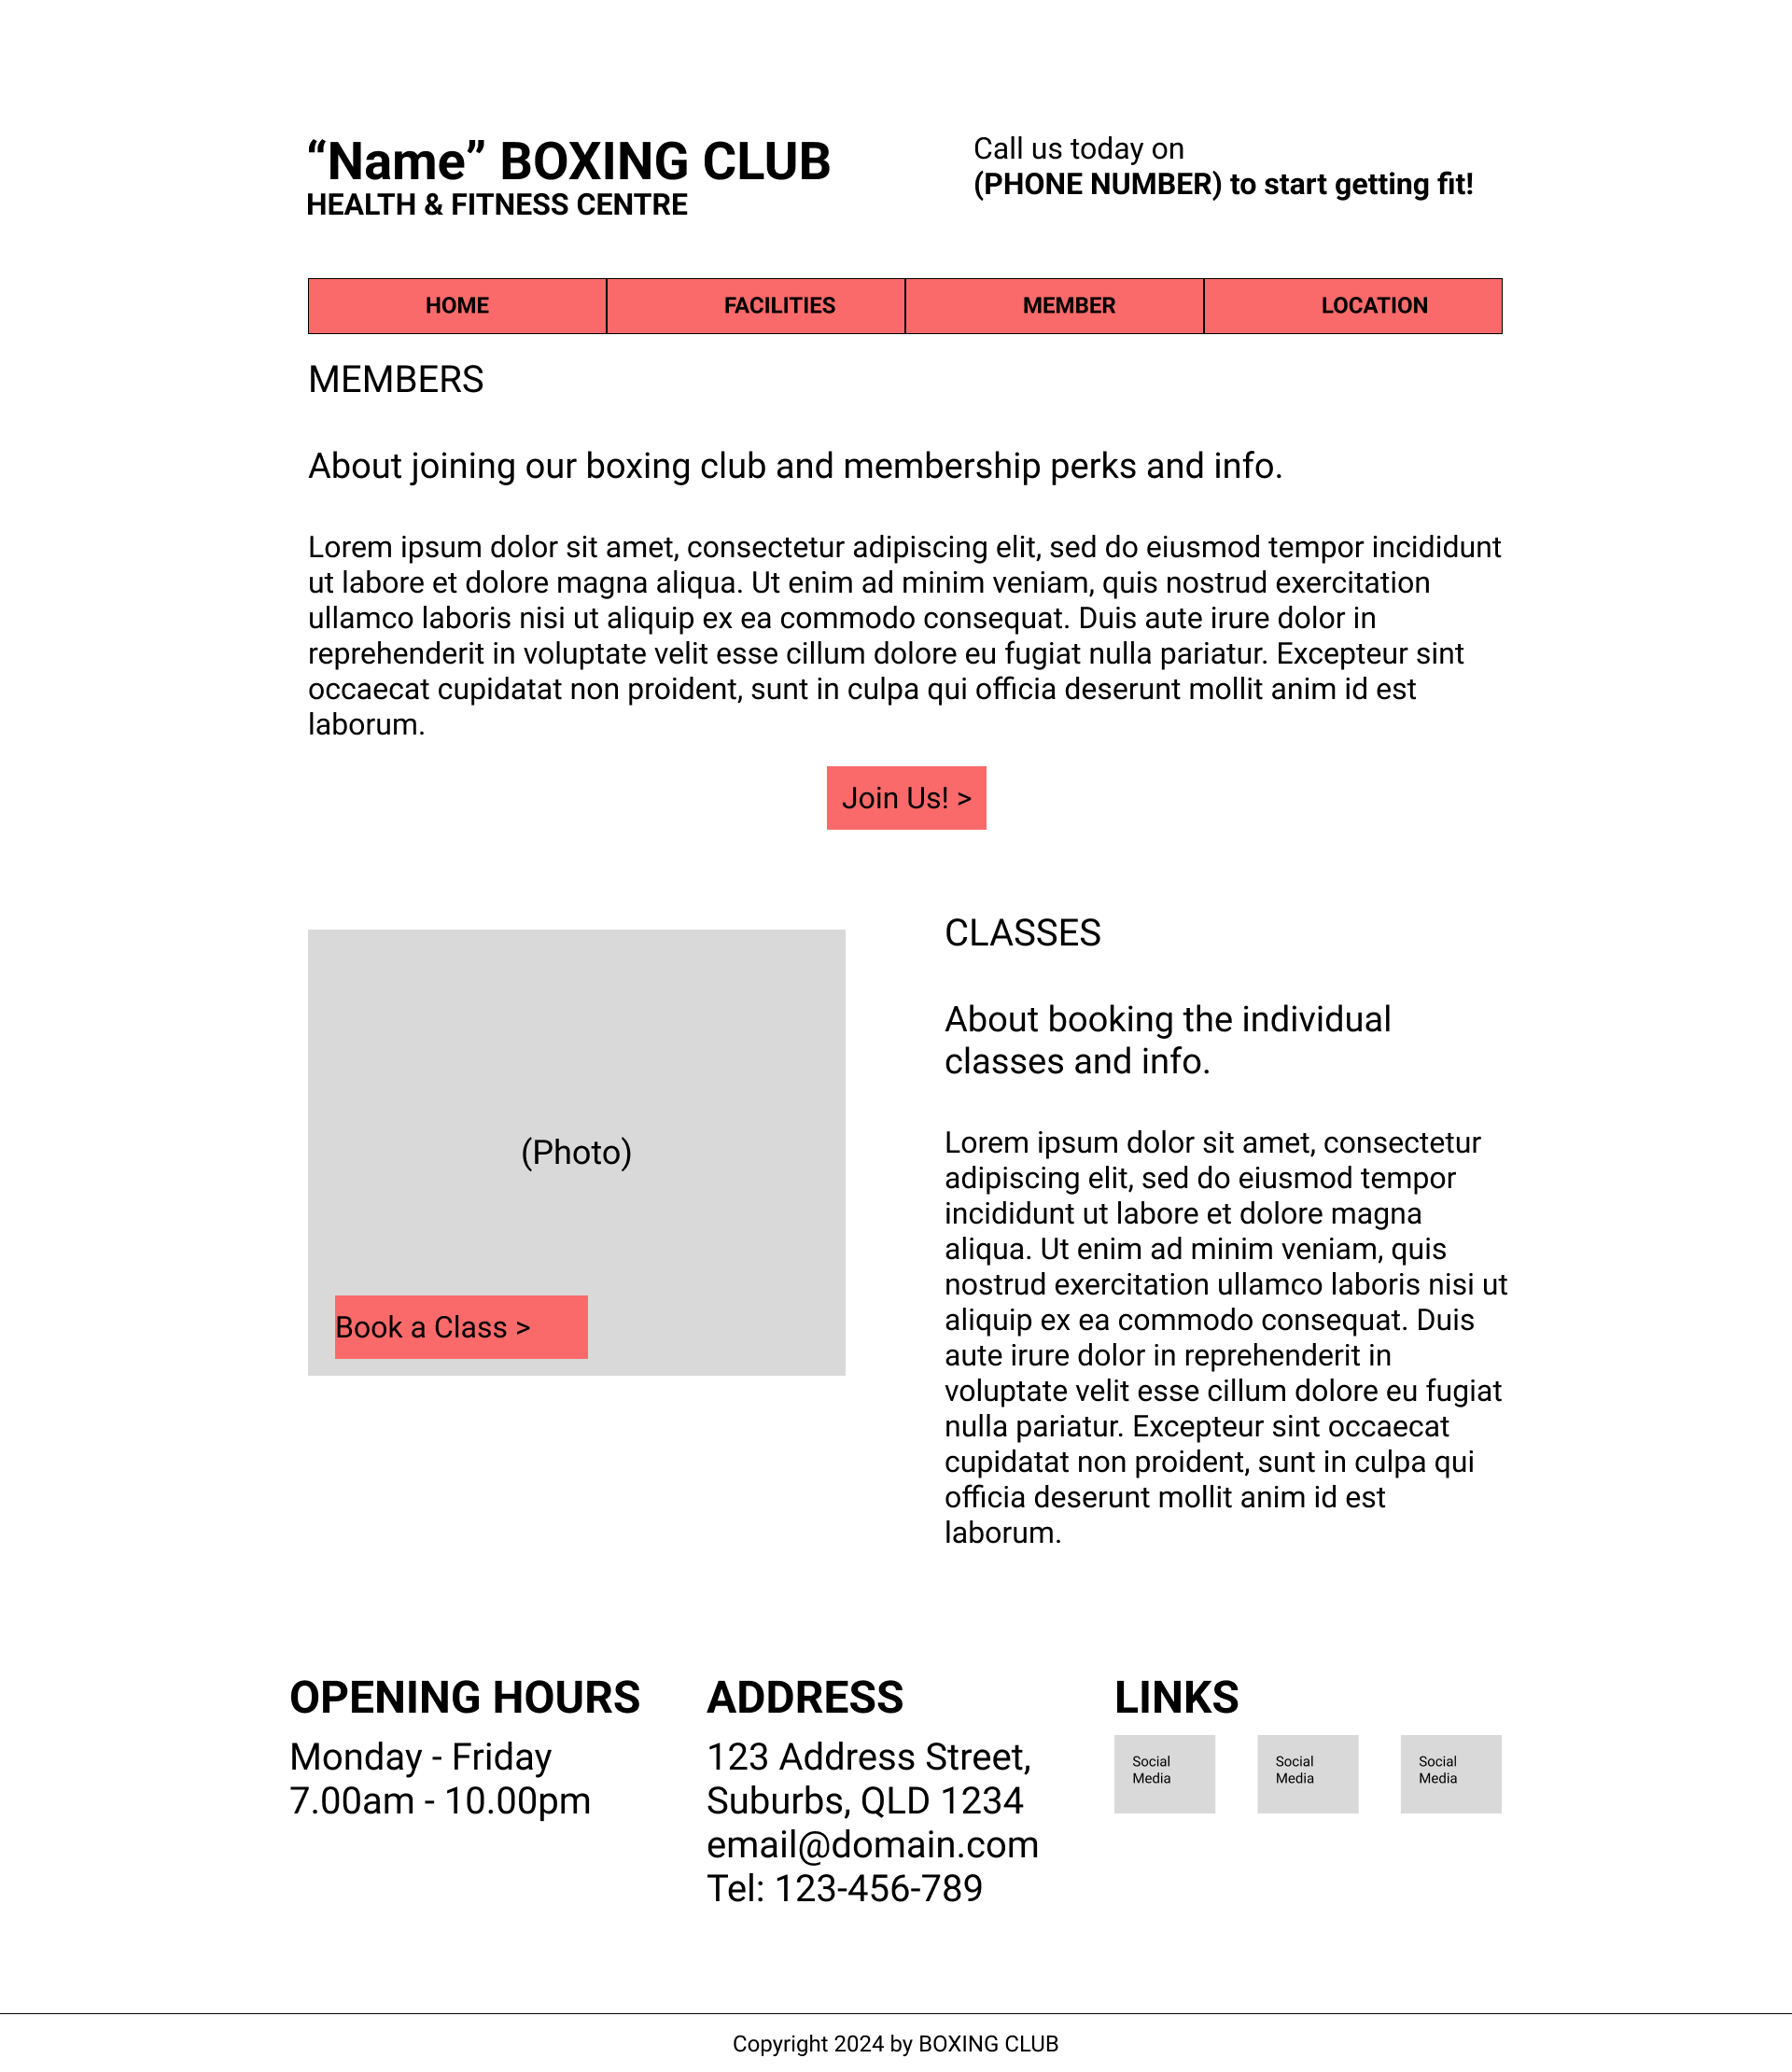 “Name” BOXING CLUB
HEALTH & FITNESS CENTRE
Call us today on
(PHONE NUMBER) to start getting fit!
HOME
FACILITIES
MEMBER
LOCATION
MEMBERS
About joining our boxing club and membership perks and info.
Lorem ipsum dolor sit amet, consectetur adipiscing elit, sed do eiusmod tempor incididunt
ut labore et dolore magna aliqua. Ut enim ad minim veniam, quis nostrud exercitation
ullamco laboris nisi ut aliquip ex ea commodo consequat. Duis aute irure dolor in
reprehenderit in voluptate velit esse cillum dolore eu fugiat nulla pariatur. Excepteur sint
occaecat cupidatat non proident, sunt in culpa qui officia deserunt mollit anim id est
laborum.
Join Us! >
(Photo)
Book a Class >
CLASSES
About booking the individual
classes and info.
Lorem ipsum dolor sit amet, consectetur
adipiscing elit, sed do eiusmod tempor
incididunt ut labore et dolore magna
aliqua. Ut enim ad minim veniam, quis
nostrud exercitation ullamco laboris nisi ut
aliquip ex ea commodo consequat. Duis
aute irure dolor in reprehenderit in
voluptate velit esse cillum dolore eu fugiat
nulla pariatur. Excepteur sint occaecat
cupidatat non proident, sunt in culpa qui
officia deserunt mollit anim id est
laborum.
OPENING HOURS
Monday - Friday
7.00am - 10.00pm
ADDRESS
123 Address Street,
Suburbs, QLD 1234
email@domain.com
Tel: 123-456-789
LINKS
Social
Media
Social
Media
Social
Media
Copyright 2024 by BOXING CLUB